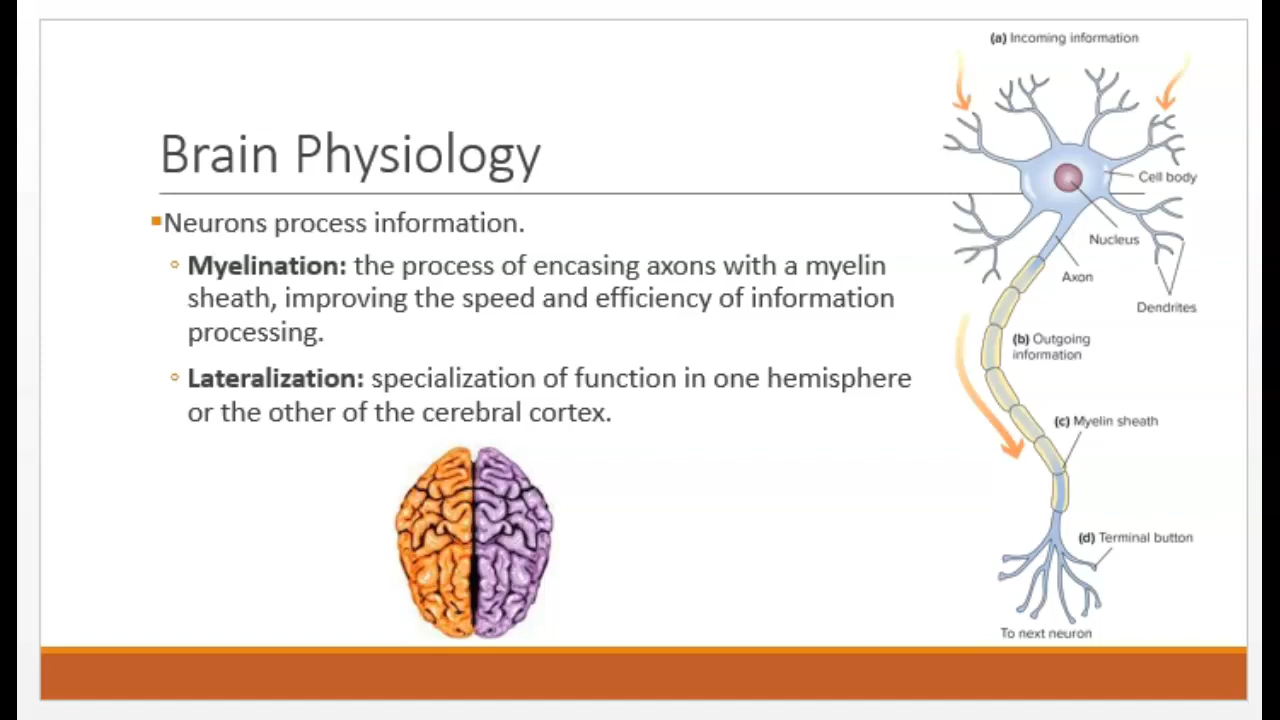 Brain Physiology
▪Neurons process information.
◦ Myelination: the process of encasing axons with a myelin
sheath, improving the speed and efficiency of information
processing.
◦ Lateralization: specialization of function in one hemisphere
or the other of the cerebral cortex.
(a) Incoming information
Cell body
Nucleus
Axon
Dendrites
(b) Outgoing
information
(c) Myelin sheath
(d) Terminal button
To next neuron